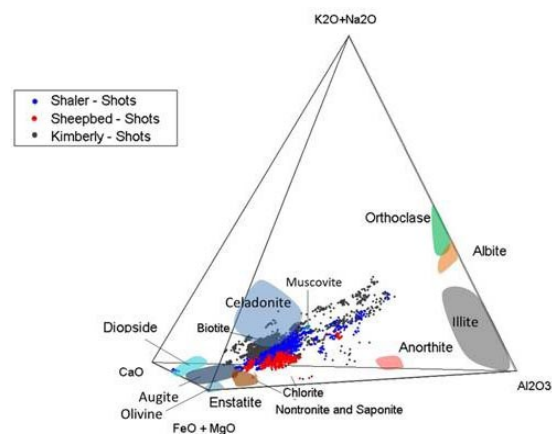 K2O+Na2O
Shaler - Shots
Sheepbed - Shots
Kimberly - Shots
Orthoclase
Albite
Muscovite
Celadonite
Biotite
Illite
Diopside
Anorthite
CaO
Al2O3
Augite
Chlorite
Olivine
Enstatite
Nontronite and Saponite
FeO + MgO